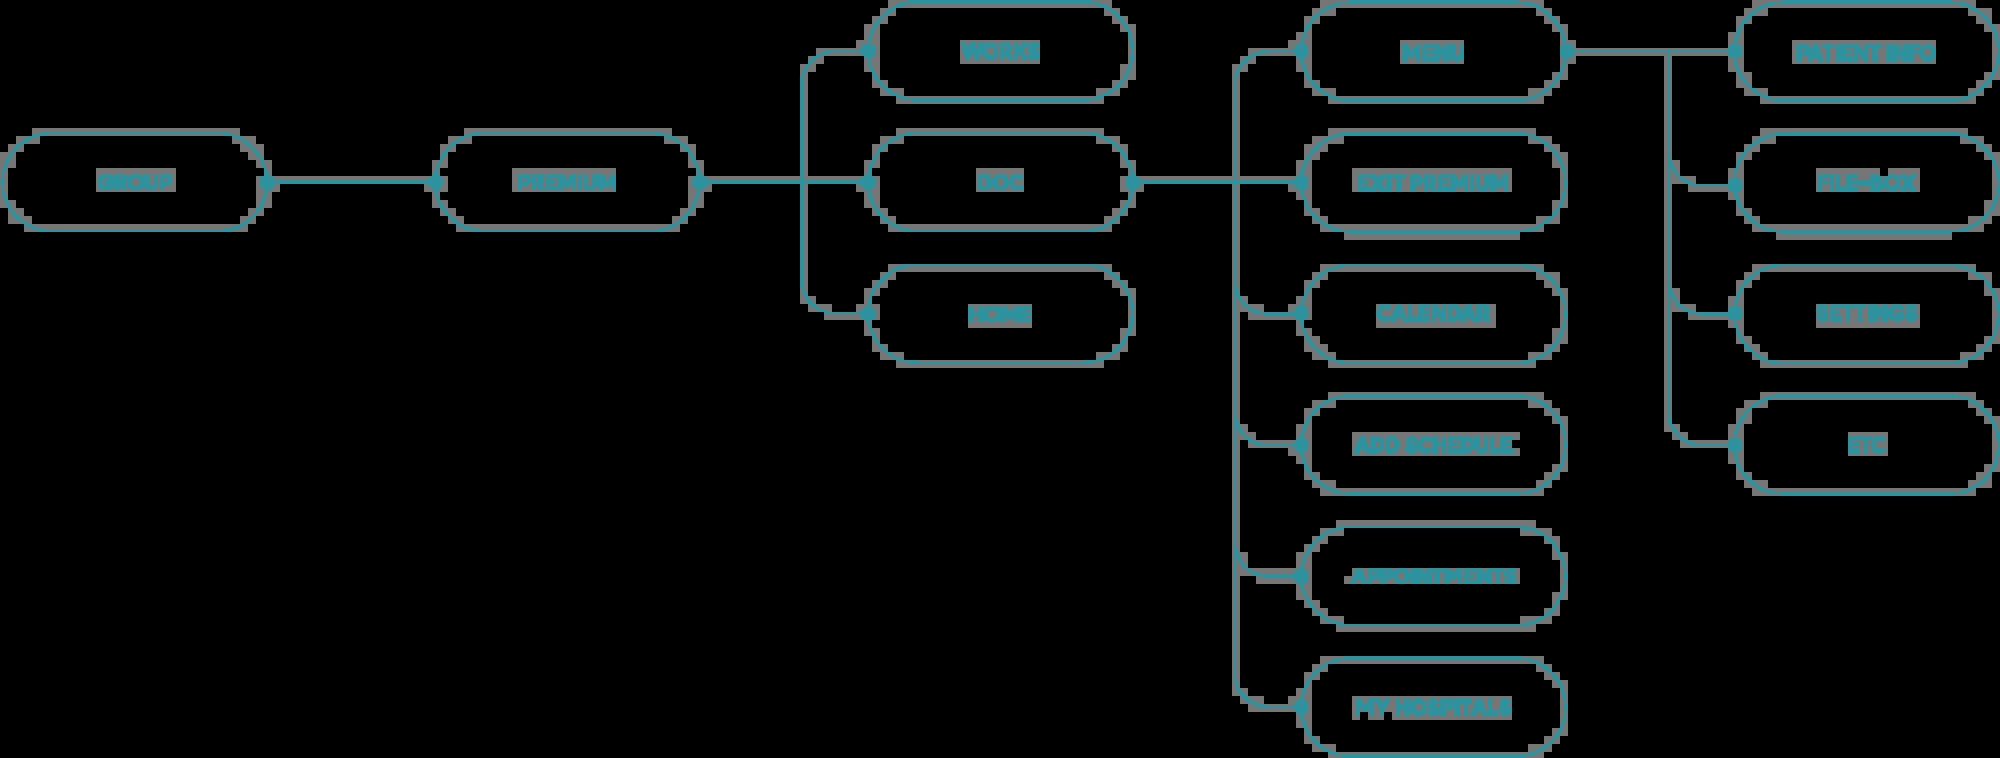 GROUP
PREMIUM
WORKS
DOC
HOME
MENU
EXIT PREMIUM
CALENDAR
ADD SCHEDULE
APPOINTMENTS
MY HOSPITALS
PATIENT INFO
FILE-BOX
SETTINGS
ETC